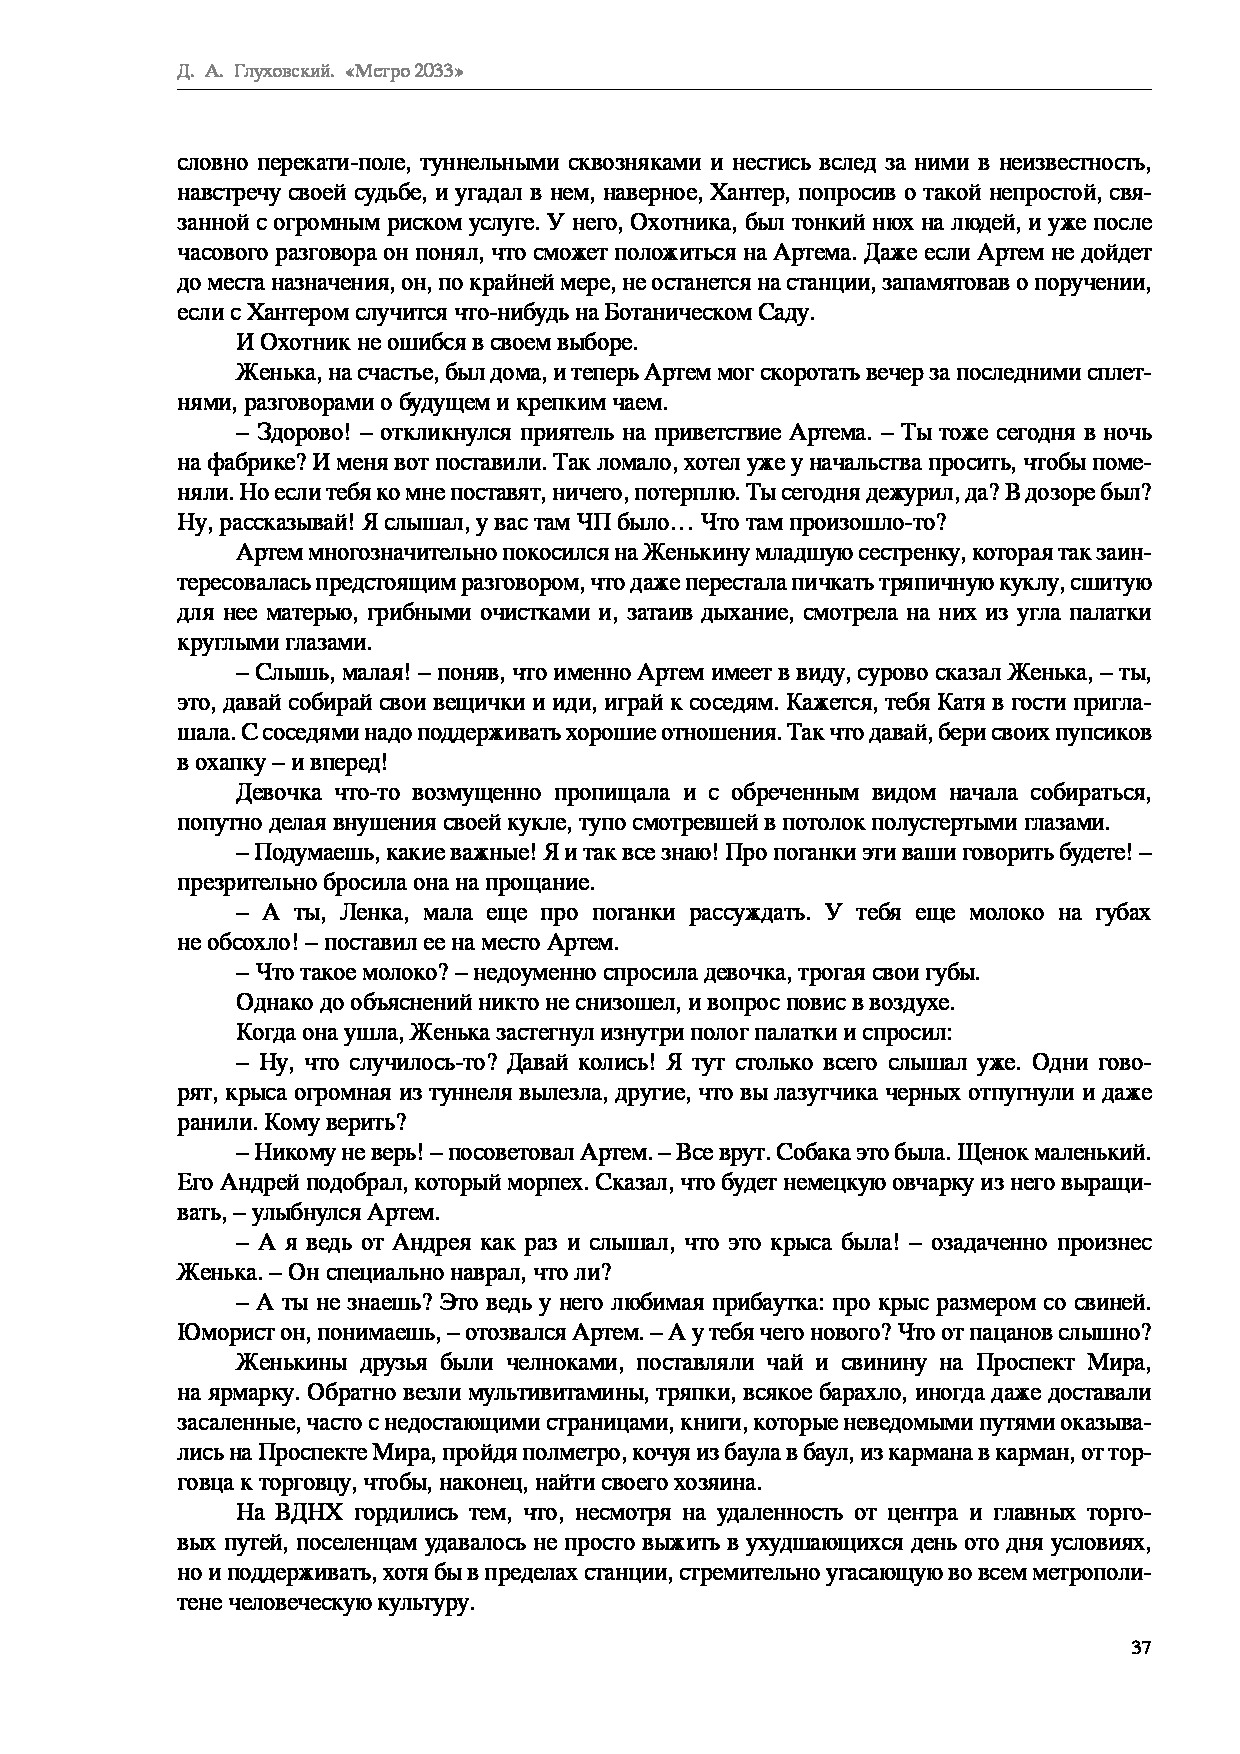 Д. А. Глуховский. «Метро 2033»
словно перекати-поле, туннельными сквозняками и нестись вслед за ними в неизвестность,
навстречу своей судьбе, и угадал в нем, наверное, Хантер, попросив о такой непростой, свя-
занной с огромным риском услуге. У него, Охотника, был тонкий нюх на людей, и уже после
часового разговора он понял, что сможет положиться на Артема. Даже если Артем не дойдет
до места назначения, он, по крайней мере, не останется на станции, запамятовав о поручении,
если с Хантером случится что-нибудь на Ботаническом Саду.
И Охотник не ошибся в своем выборе.
Женька, на счастье, был дома, и теперь Артем мог скоротать вечер за последними сплет-
нями, разговорами о будущем и крепким чаем.
– Здорово! – откликнулся приятель на приветствие Артема. – Ты тоже сегодня в ночь
на фабрике? И меня вот поставили. Так ломало, хотел уже у начальства просить, чтобы поме-
няли. Но если тебя ко мне поставят, ничего, потерплю. Ты сегодня дежурил, да? В дозоре был?
Ну, рассказывай! Я слышал, у вас там ЧП было… Что там произошло-то?
Артем многозначительно покосился на Женькину младшую сестренку, которая так заин-
тересовалась предстоящим разговором, что даже перестала пичкать тряпичную куклу, сшитую
для нее матерью, грибными очистками и, затаив дыхание, смотрела на них из угла палатки
круглыми глазами.
– Слышь, малая! – поняв, что именно Артем имеет в виду, сурово сказал Женька, – ты,
это, давай собирай свои вещички и иди, играй к соседям. Кажется, тебя Катя в гости пригла-
шала. С соседями надо поддерживать хорошие отношения. Так что давай, бери своих пупсиков
в охапку – и вперед!
Девочка что-то возмущенно пропищала и с обреченным видом начала собираться,
попутно делая внушения своей кукле, тупо смотревшей в потолок полустертыми глазами.
– Подумаешь, какие важные! Я и так все знаю! Про поганки эти ваши говорить будете! –
презрительно бросила она на прощание.
– А ты, Ленка, мала еще про поганки рассуждать. У тебя еще молоко на губах
не обсохло! – поставил ее на место Артем.
– Что такое молоко? – недоуменно спросила девочка, трогая свои губы.
Однако до объяснений никто не снизошел, и вопрос повис в воздухе.
Когда она ушла, Женька застегнул изнутри полог палатки и спросил:
– Ну, что случилось-то? Давай колись! Я тут столько всего слышал уже. Одни гово-
рят, крыса огромная из туннеля вылезла, другие, что вы лазутчика черных отпугнули и даже
ранили. Кому верить?
– Никому не верь! – посоветовал Артем. – Все врут. Собака это была. Щенок маленький.
Его Андрей подобрал, который морпех. Сказал, что будет немецкую овчарку из него выращи-
вать, – улыбнулся Артем.
– А я ведь от Андрея как раз и слышал, что это крыса была! – озадаченно произнес
Женька. – Он специально наврал, что ли?
– А ты не знаешь? Это ведь у него любимая прибаутка: про крыс размером со свиней.
Юморист он, понимаешь, – отозвался Артем. – А у тебя чего нового? Что от пацанов слышно?
Женькины друзья были челноками, поставляли чай и свинину на Проспект Мира,
на ярмарку. Обратно везли мультивитамины, тряпки, всякое барахло, иногда даже доставали
засаленные, часто с недостающими страницами, книги, которые неведомыми путями оказыва-
лись на Проспекте Мира, пройдя полметро, кочуя из баула в баул, из кармана в карман, от тор-
говца к торговцу, чтобы, наконец, найти своего хозяина.
На ВДНХ гордились тем, что, несмотря на удаленность от центра и главных торго-
вых путей, поселенцам удавалось не просто выжить в ухудшающихся день ото дня условиях,
но и поддерживать, хотя бы в пределах станции, стремительно угасающую во всем метрополи-
тене человеческую культуру.
37